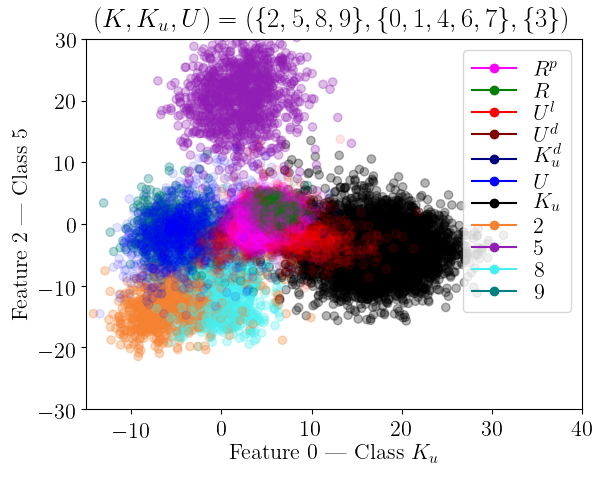 (K, K_u, U) = ({2, 5, 8, 9}, {0, 1, 4, 6, 7}, {3})
30
20
10
0
−10
−20
−30
Feature 2 — Class 5
R^p
R
U^l
U^d
K_u^d
U
K_u
2
5
8
9
−10
0
10
20
30
40
Feature 0 — Class K_u